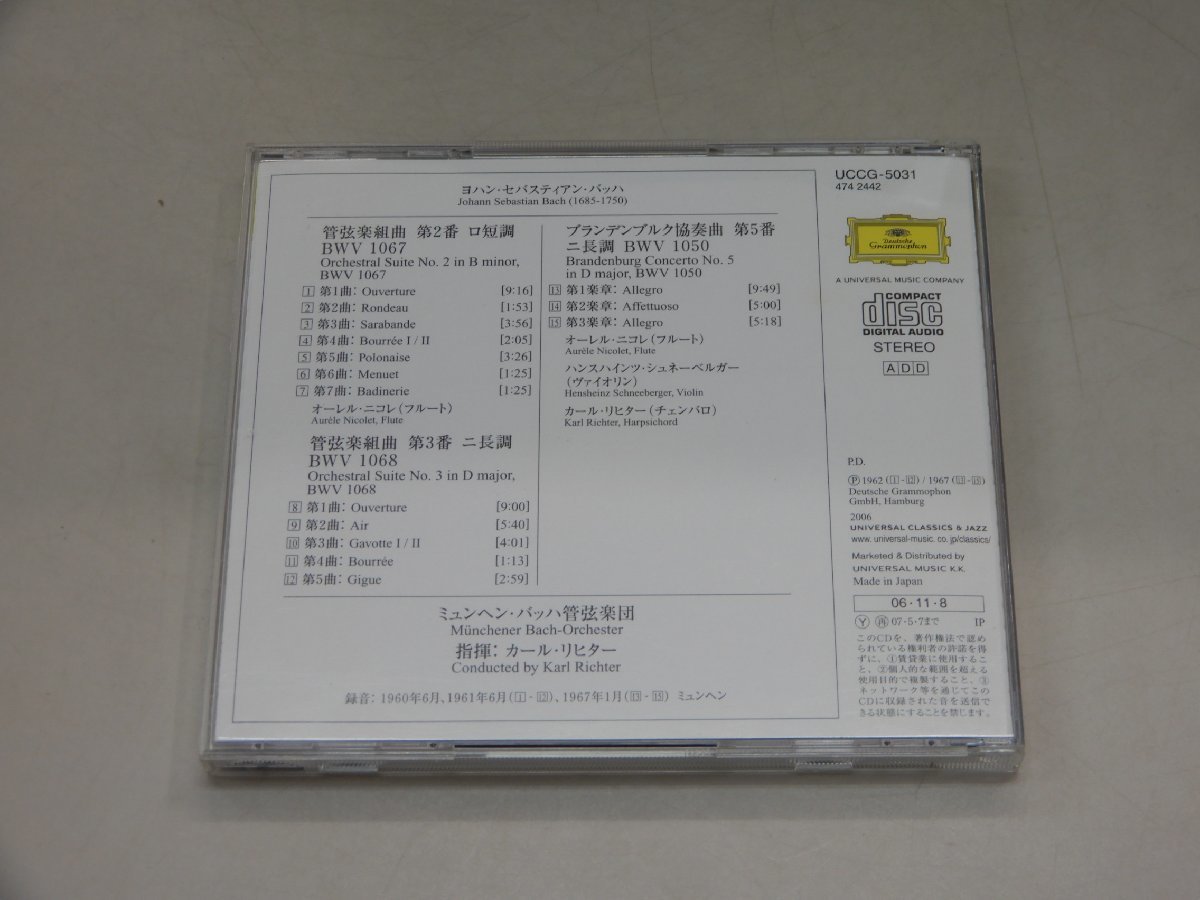 ヨハン・セバスティアン・バッハ
Johann Sebastian Bach (1685-1750)
管弦楽組曲 第2番 ロ短調
BWV 1067
Orchestral Suite No. 2 in B minor,
BWV 1067
1 第1曲: Ouverture [9:16]
2 第2曲: Rondeau [1:53]
3 第3曲: Sarabande [3:56]
4 第4曲: Bourrée I / II [2:05]
5 第5曲: Polonaise [3:26]
6 第6曲: Menuet [1:25]
7 第7曲: Badinerie [1:25]
オーレル・ニコレ(フルート)
Aurèle Nicolet, Flute
管弦楽組曲 第3番 ニ長調
BWV 1068
Orchestral Suite No. 3 in D major,
BWV 1068
8 第1曲: Ouverture [9:00]
9 第2曲: Air [5:40]
10 第3曲: Gavotte I / II [4:01]
11 第4曲: Bourrée [1:13]
12 第5曲: Gigue [2:59]
ブランデンブルク協奏曲 第5番
ニ長調 BWV 1050
Brandenburg Concerto No. 5
in D major, BWV 1050
13 第1楽章: Allegro [9:49]
14 第2楽章: Affettuoso [5:00]
15 第3楽章: Allegro [5:18]
オーレル・ニコレ(フルート)
Aurèle Nicolet, Flute
ハンスハインツ・シュネーベルガー
(ヴァイオリン)
Hensheinz Schneeberger, Violin
カール・リヒター(チェンバロ)
Karl Richter, Harpsichord
ミュンヘン・バッハ管弦楽団
Münchener Bach-Orchester
指揮: カール・リヒター
Conducted by Karl Richter
録音: 1960年6月、1961年6月(1-12)、1967年1月(13-15) ミュンヘン
UCCG-5031
474 2442
Deutsche
Grammophon
A UNIVERSAL MUSIC COMPANY
COMPACT
disc
DIGITAL AUDIO
STEREO
ADD
P.D.
Ⓟ1962 (1-12) / 1967 (13-15)
Deutsche Grammophon
GmbH, Hamburg
2006
UNIVERSAL CLASSICS & JAZZ
www. universal-music. co. jp/classics/
Marketed & Distributed by
UNIVERSAL MUSIC K.K.
Made in Japan
06・11・8
Ⓨ 再 07・5・7まで IP
このCDを、著作権法で認め
られている権利者の許諾を得
ずに、①賃貸業に使用するこ
と、②個人的な範囲を超える
使用目的で複製すること、③
ネットワーク等を通じてこの
CDに収録された音を送信で
きる状態にすることを禁じます。